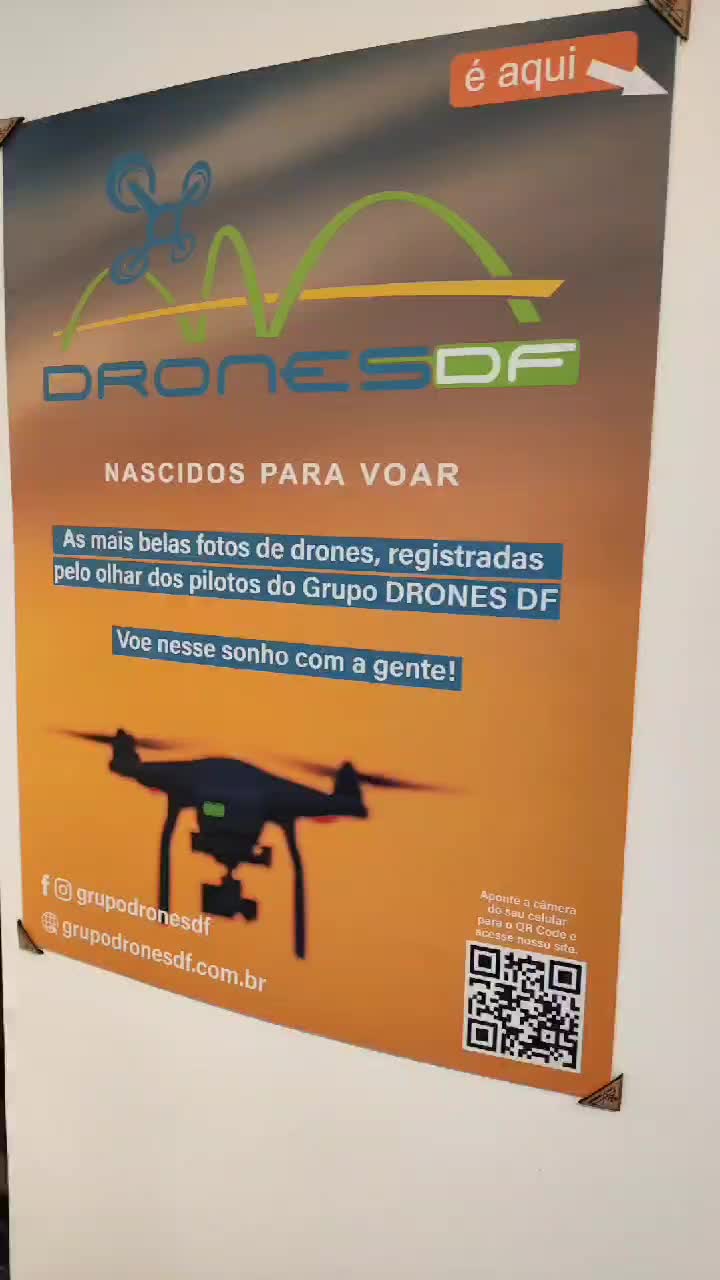 é aqui
DRONESDF
NASCIDOS PARA VOAR
As mais belas fotos de drones, registradas
pelo olhar dos pilotos do Grupo DRONES DF
Voe nesse sonho com a gente!
grupodronesdf
grupodronesdf.com.br
Aponte a câmera
do seu celular
para o QR Code e
acesse nosso site.